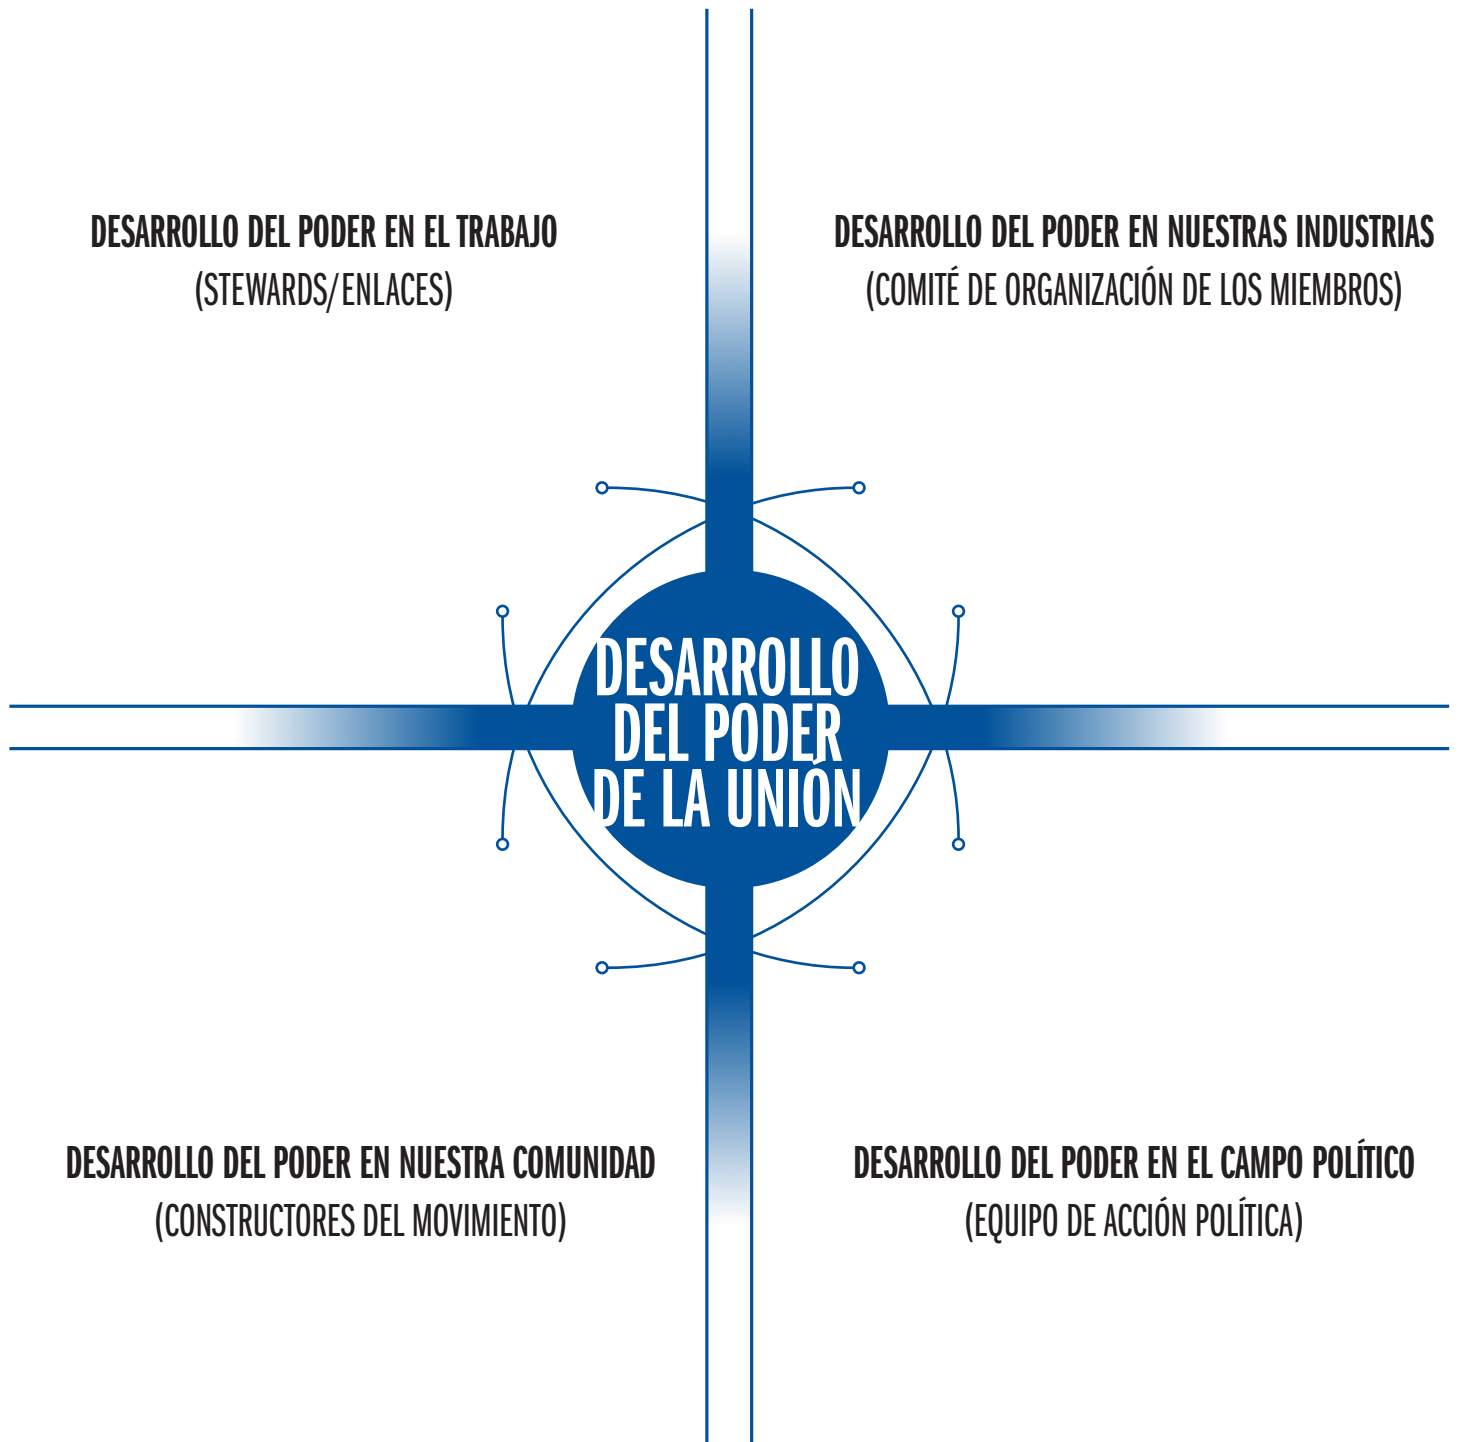 DESARROLLO DEL PODER EN EL TRABAJO
(STEWARDS/ENLACES)
DESARROLLO DEL PODER EN NUESTRAS INDUSTRIAS
(COMITÉ DE ORGANIZACIÓN DE LOS MIEMBROS)
DESARROLLO
DEL PODER
DE LA UNIÓN
DESARROLLO DEL PODER EN NUESTRA COMUNIDAD
(CONSTRUCTORES DEL MOVIMIENTO)
DESARROLLO DEL PODER EN EL CAMPO POLÍTICO
(EQUIPO DE ACCIÓN POLÍTICA)